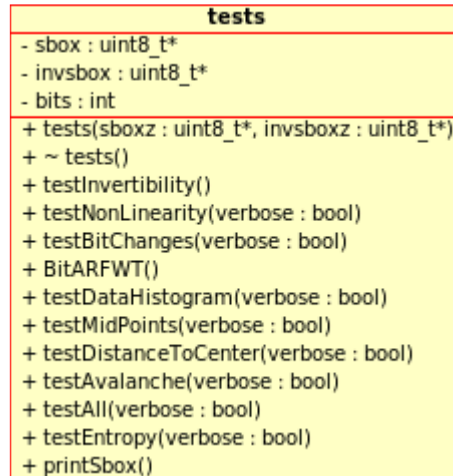 tests
- sbox : uint8_t*
- invsbox : uint8_t*
- bits : int
+ tests(sboxz : uint8_t*, invsboxz : uint8_t*)
+ ~ tests()
+ testInvertibility()
+ testNonLinearity(verbose : bool)
+ testBitChanges(verbose : bool)
+ BitARFWT()
+ testDataHistogram(verbose : bool)
+ testMidPoints(verbose : bool)
+ testDistanceToCenter(verbose : bool)
+ testAvalanche(verbose : bool)
+ testAll(verbose : bool)
+ testEntropy(verbose : bool)
+ printSbox()